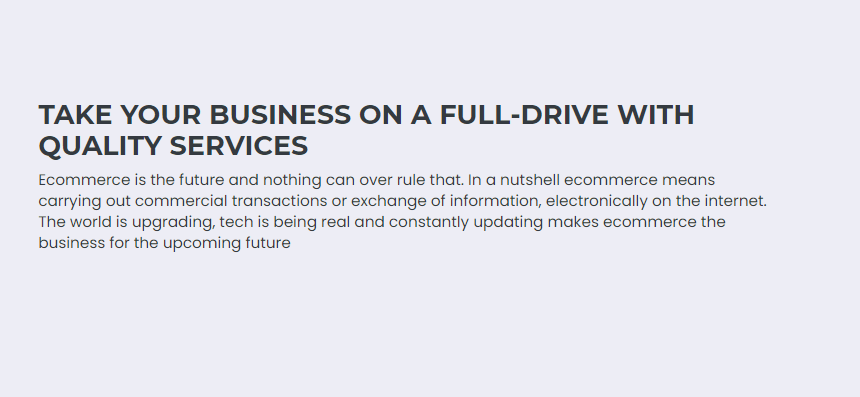 TAKE YOUR BUSINESS ON A FULL-DRIVE WITH
QUALITY SERVICES
Ecommerce is the future and nothing can over rule that. In a nutshell ecommerce means
carrying out commercial transactions or exchange of information, electronically on the internet.
The world is upgrading, tech is being real and constantly updating makes ecommerce the
business for the upcoming future